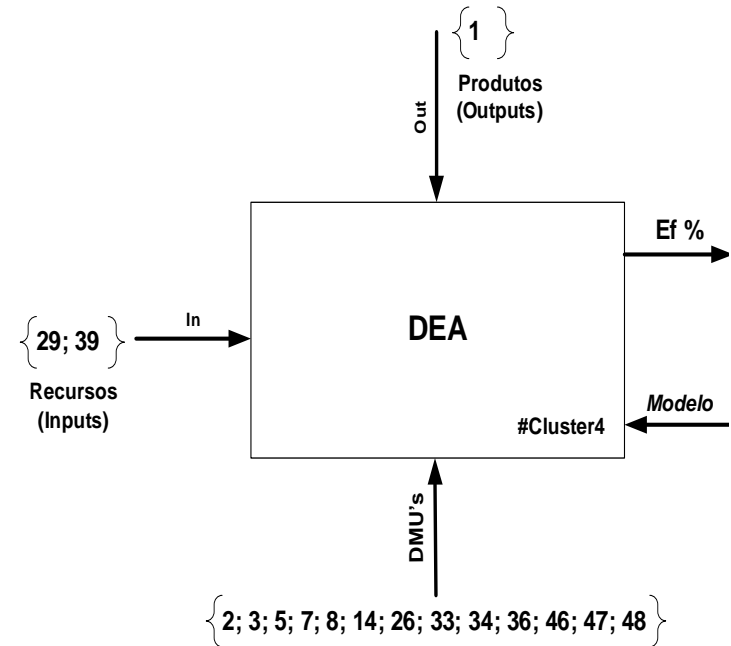 {1 }
Produtos
(Outputs)
Out
Ef %
In
DEA
{29; 39 }
Recursos
(Inputs)
Modelo
#Cluster4
DMU's
{2; 3; 5; 7; 8; 14; 26; 33; 34; 36; 46; 47; 48}